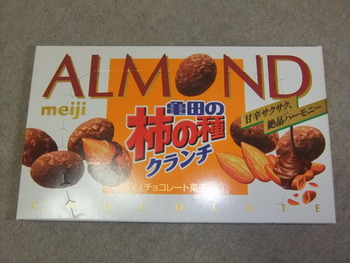 ALMOND
meiji
亀田の
柿の種
クランチ
甘辛サクサク、
絶品ハーモニー
チョコレート菓子
CHOCOLATE